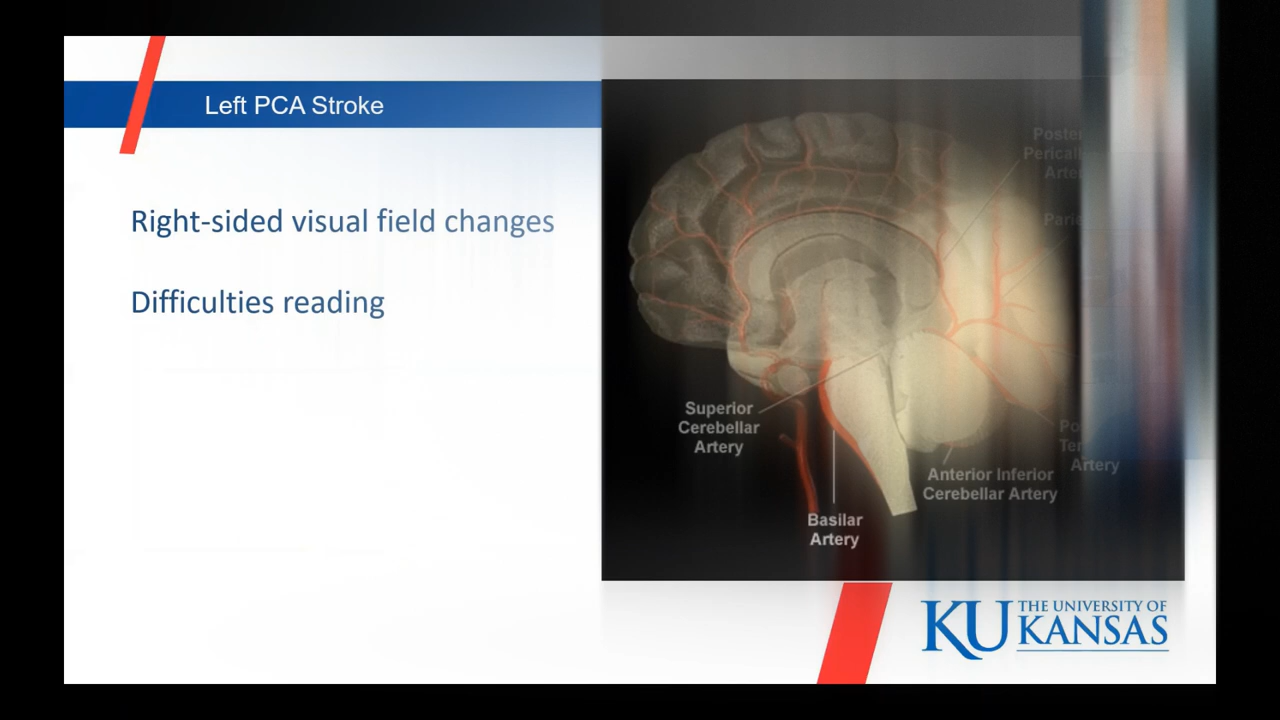 Left PCA Stroke
Right-sided visual field changes
Difficulties reading
Superior
Cerebellar
Artery
Basilar
Artery
Anterior Inferior
Cerebellar Artery
Artery
KU THE UNIVERSITY OF
KANSAS